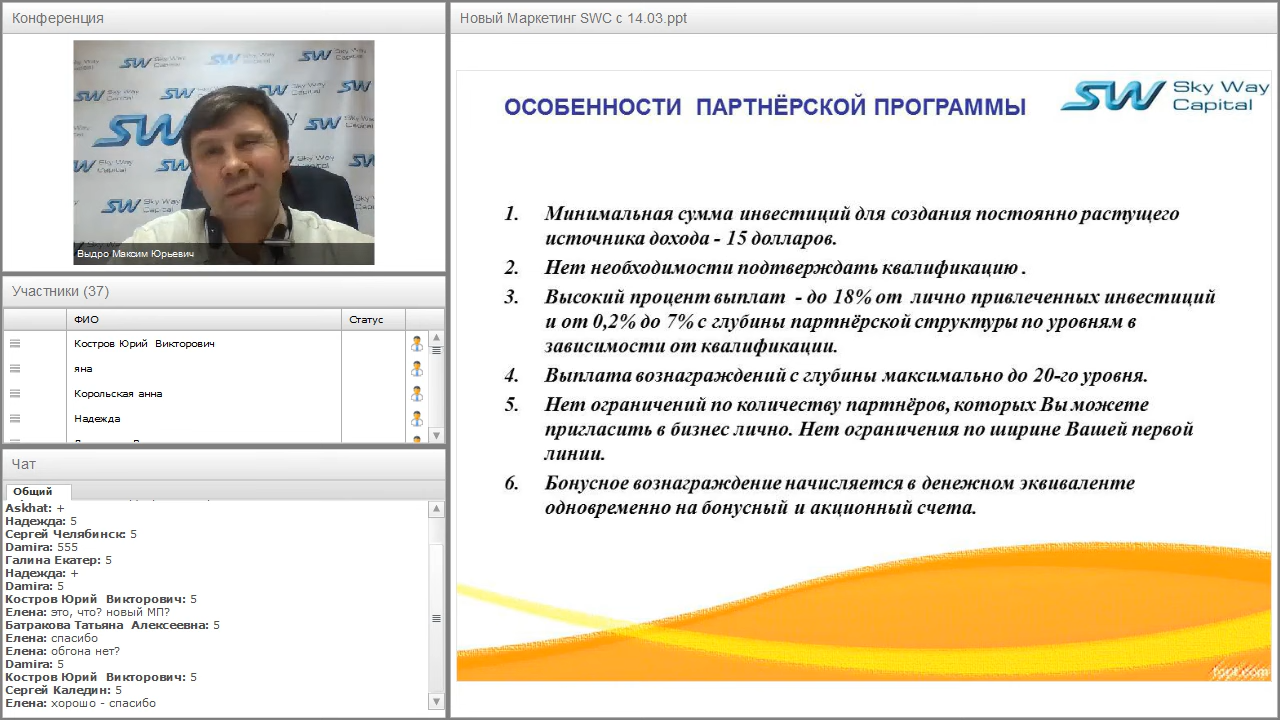 Конференция
SW Sky Way Capital
Выдро Максим Юрьевич
Участники (37)
ФИО
Статус
Костров Юрий Викторович
яна
Корольская анна
Надежда
Чат
Общий
Askhat: +
Надежда: 5
Сергей Челябинск: 5
Damira: 555
Галина Екатер: 5
Надежда: +
Damira: 5
Костров Юрий Викторович: 5
Елена: это, что? новый МП?
Батракова Татьяна Алексеевна: 5
Елена: спасибо
Елена: обгона нет?
Damira: 5
Костров Юрий Викторович: 5
Сергей Каледин: 5
Елена: хорошо - спасибо
Новый Маркетинг SWC с 14.03.ppt
ОСОБЕННОСТИ ПАРТНЁРСКОЙ ПРОГРАММЫ
SW Sky Way
Capital
1. Минимальная сумма инвестиций для создания постоянно растущего
источника дохода - 15 долларов.
2. Нет необходимости подтверждать квалификацию .
3. Высокий процент выплат - до 18% от лично привлеченных инвестиций
и от 0,2% до 7% с глубины партнёрской структуры по уровням в
зависимости от квалификации.
4. Выплата вознаграждений с глубины максимально до 20-го уровня.
5. Нет ограничений по количеству партнёров, которых Вы можете
пригласить в бизнес лично. Нет ограничения по ширине Вашей первой
линии.
6. Бонусное вознаграждение начисляется в денежном эквиваленте
одновременно на бонусный и акционный счета.
fppt.com